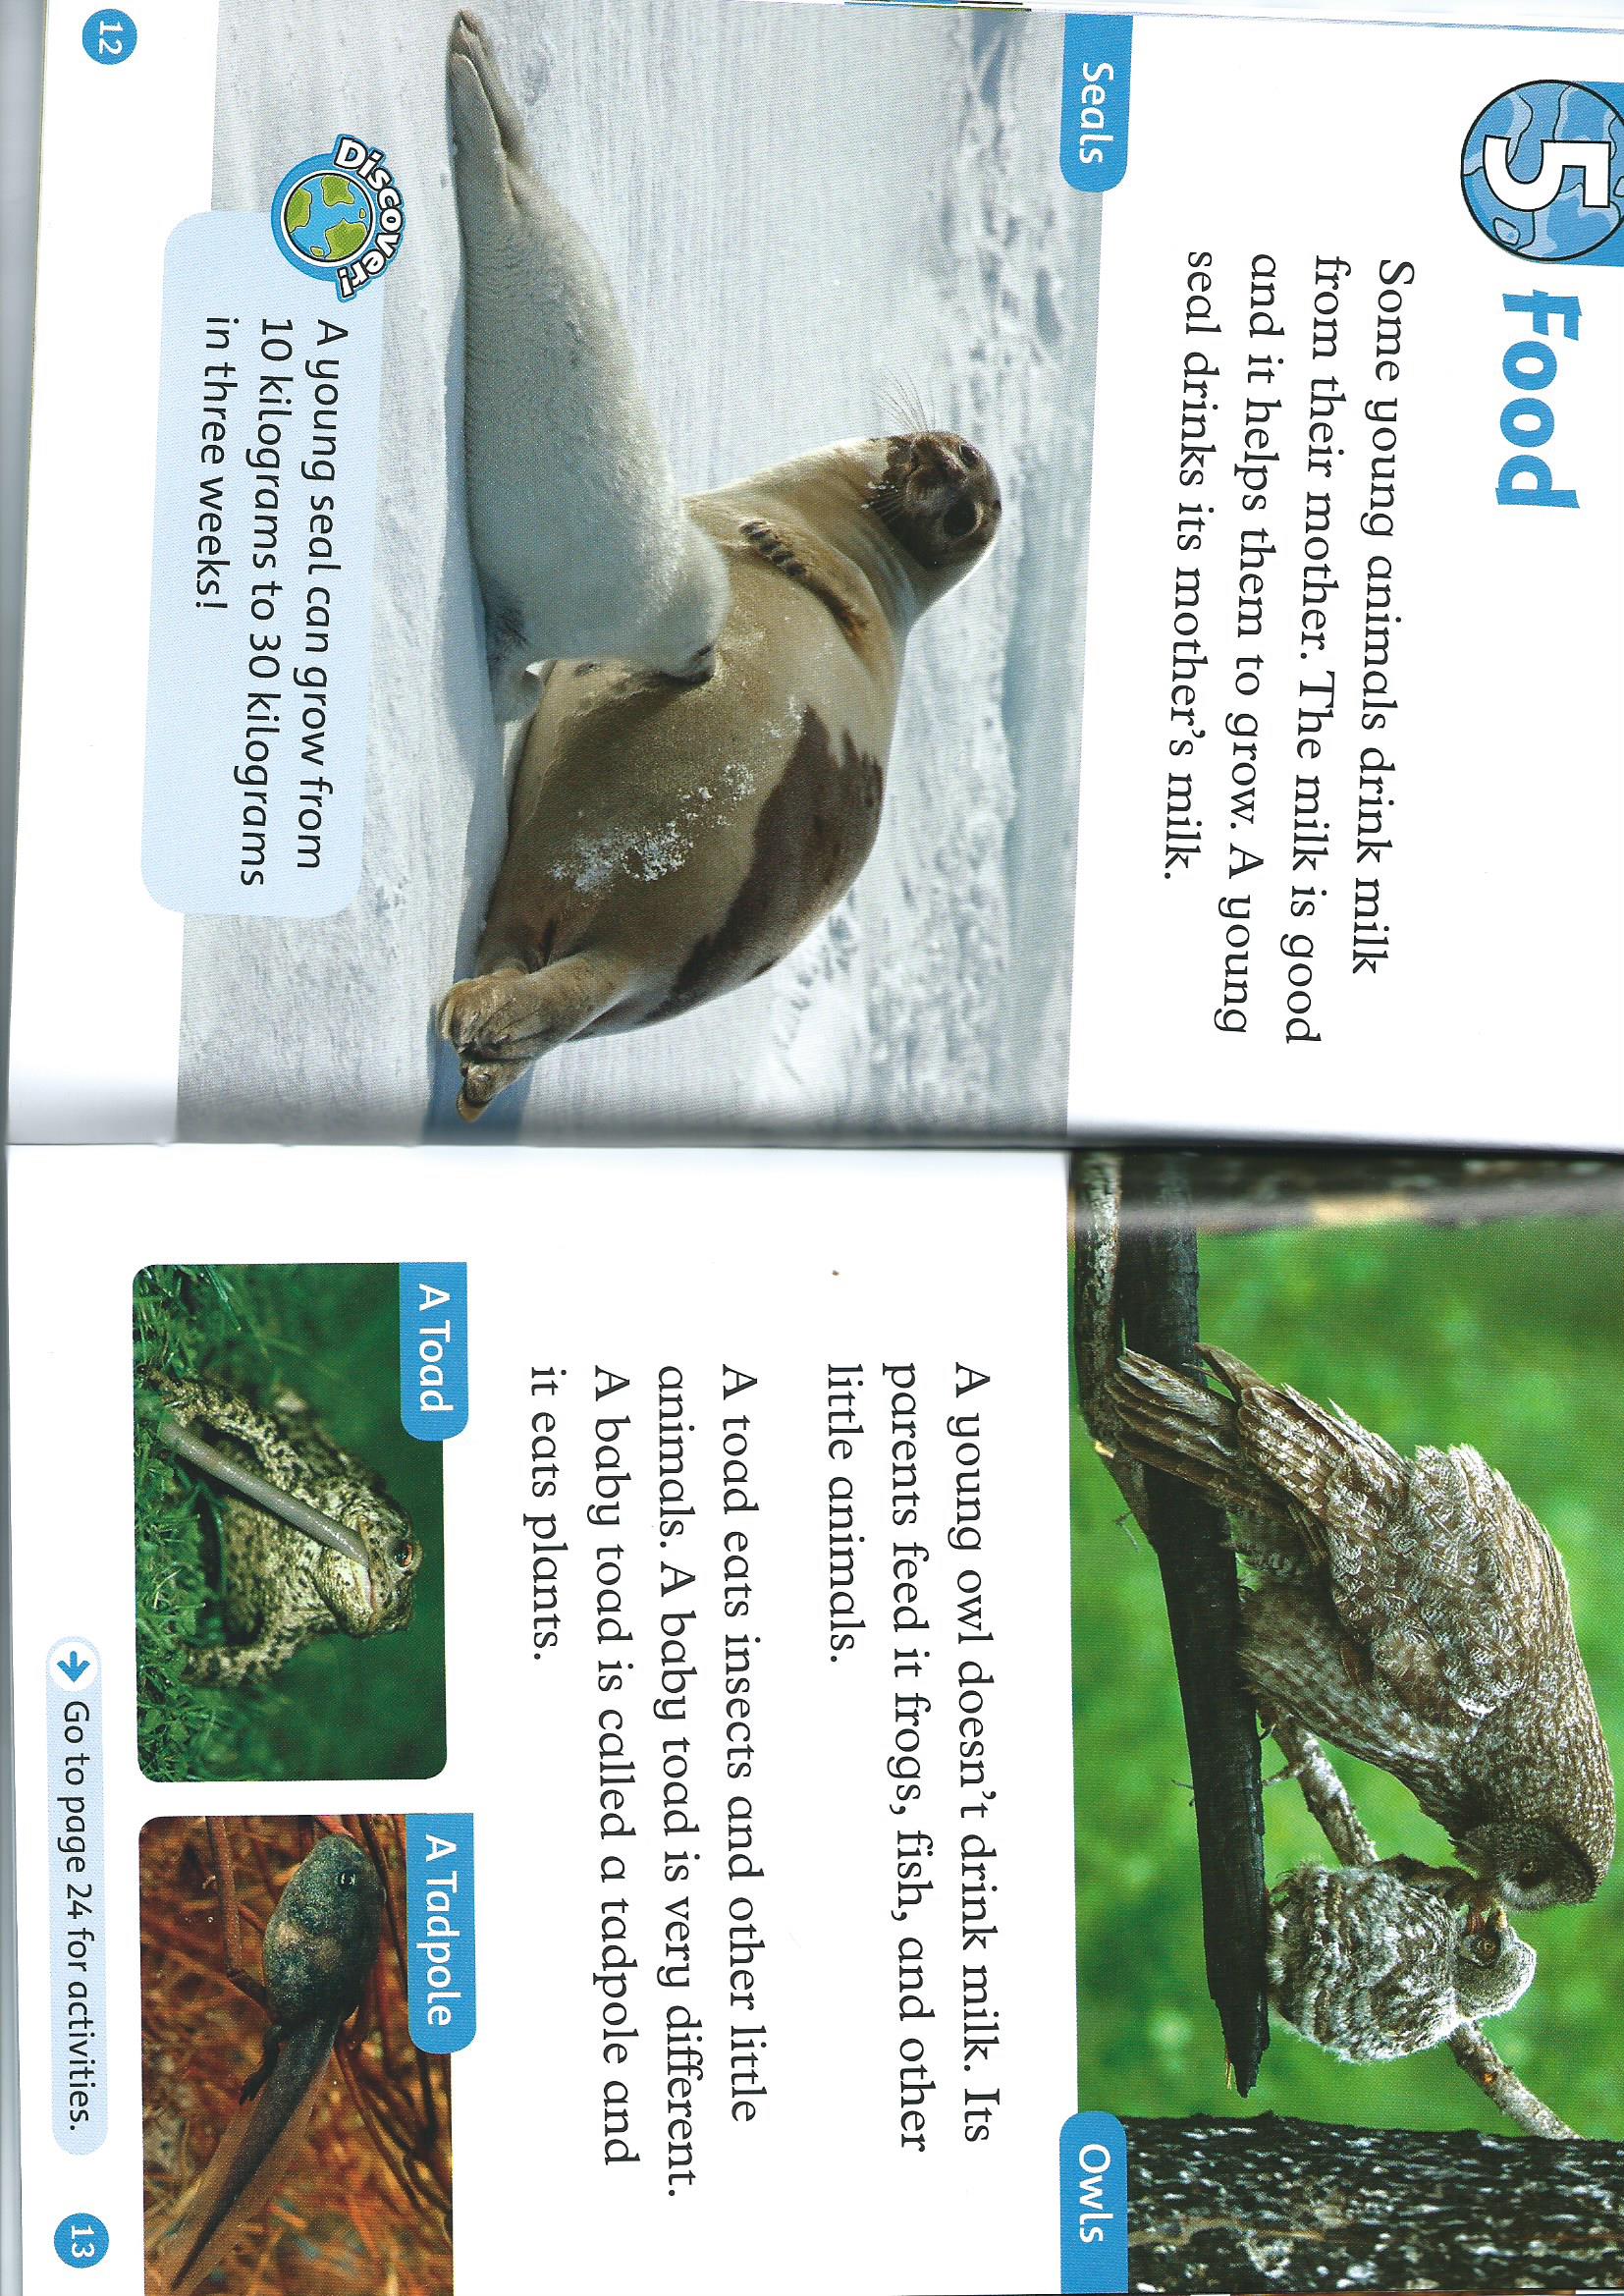 5 Food
Some young animals drink milk
from their mother. The milk is good
and it helps them to grow. A young
seal drinks its mother's milk.
Seals
Discover!
A young seal can grow from
10 kilograms to 30 kilograms
in three weeks!
12
Owls
A young owl doesn't drink milk. Its
parents feed it frogs, fish, and other
little animals.
A toad eats insects and other little
animals. A baby toad is very different.
A baby toad is called a tadpole and
it eats plants.
A Toad
A Tadpole
Go to page 24 for activities.
13